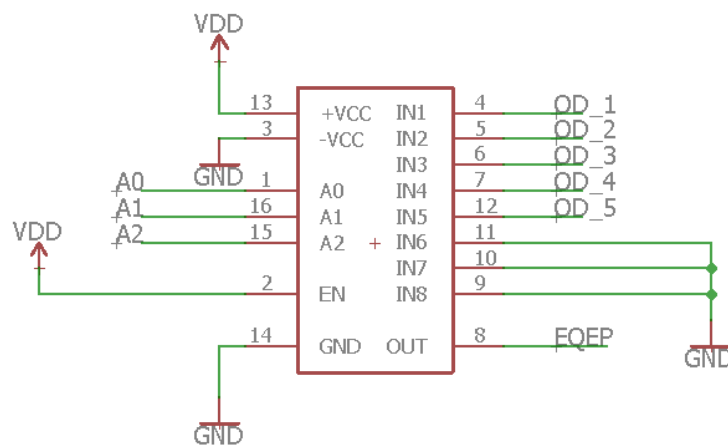 VDD
13 +VCC IN1 4 OD_1
3 -VCC IN2 5 OD_2
GND IN3 6 OD_3
A0 1 A0 IN4 7 OD_4
A1 16 A1 IN5 12 OD_5
VDD A2 15 A2 IN6 11
IN7 10
2 EN IN8 9
14 GND OUT 8 EQEP
GND
GND